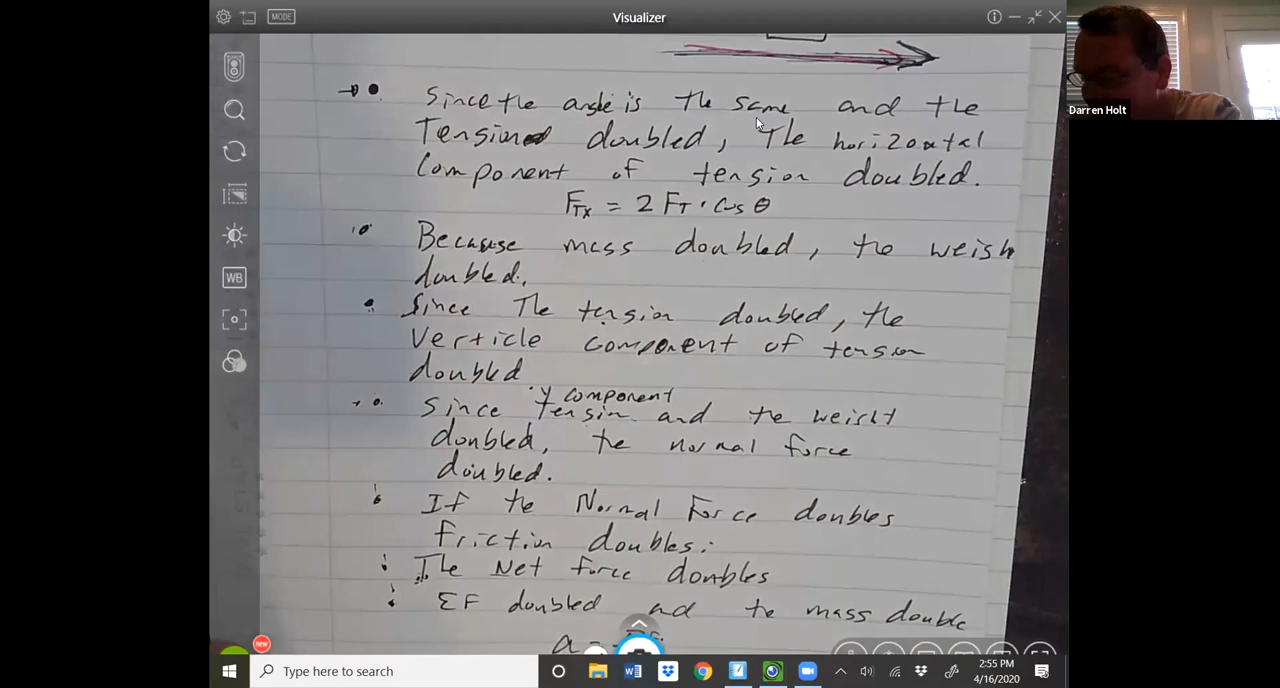 MODE
Visualizer
Darren Holt
Since the angle is the same and the
Tension doubled, The horizontal
Component of tension doubled.
FTx = 2 FT · Cos θ
Because mass doubled, the weigh
doubled.
Since The tension doubled, the
Verticle component of tension
doubled
y component
Since tension and the weight
doubled, the normal force
doubled.
If the Normal Force doubles
friction doubles.
The Net force doubles
ΣF doubled and the mass double
a =
WB
new
Type here to search
2:55 PM
4/16/2020